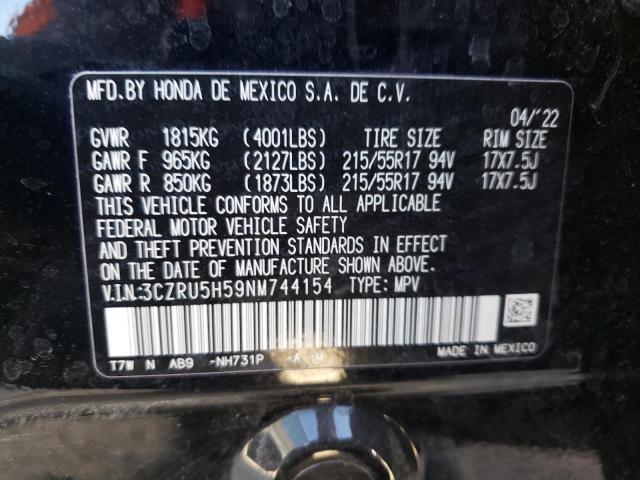 MFD.BY HONDA DE MEXICO S.A. DE C.V.
04/'22
GVWR 1815KG (4001LBS) TIRE SIZE RIM SIZE
GAWR F 965KG (2127LBS) 215/55R17 94V 17X7.5J
GAWR R 850KG (1873LBS) 215/55R17 94V 17X7.5J
THIS VEHICLE CONFORMS TO ALL APPLICABLE
FEDERAL MOTOR VEHICLE SAFETY
AND THEFT PREVENTION STANDARDS IN EFFECT
ON THE DATE OF MANUFACTURE SHOWN ABOVE.
V.I.N.:3CZRU5H59NM744154 TYPE: MPV
T7W N AB9 -NH731P -A -U MADE IN MEXICO